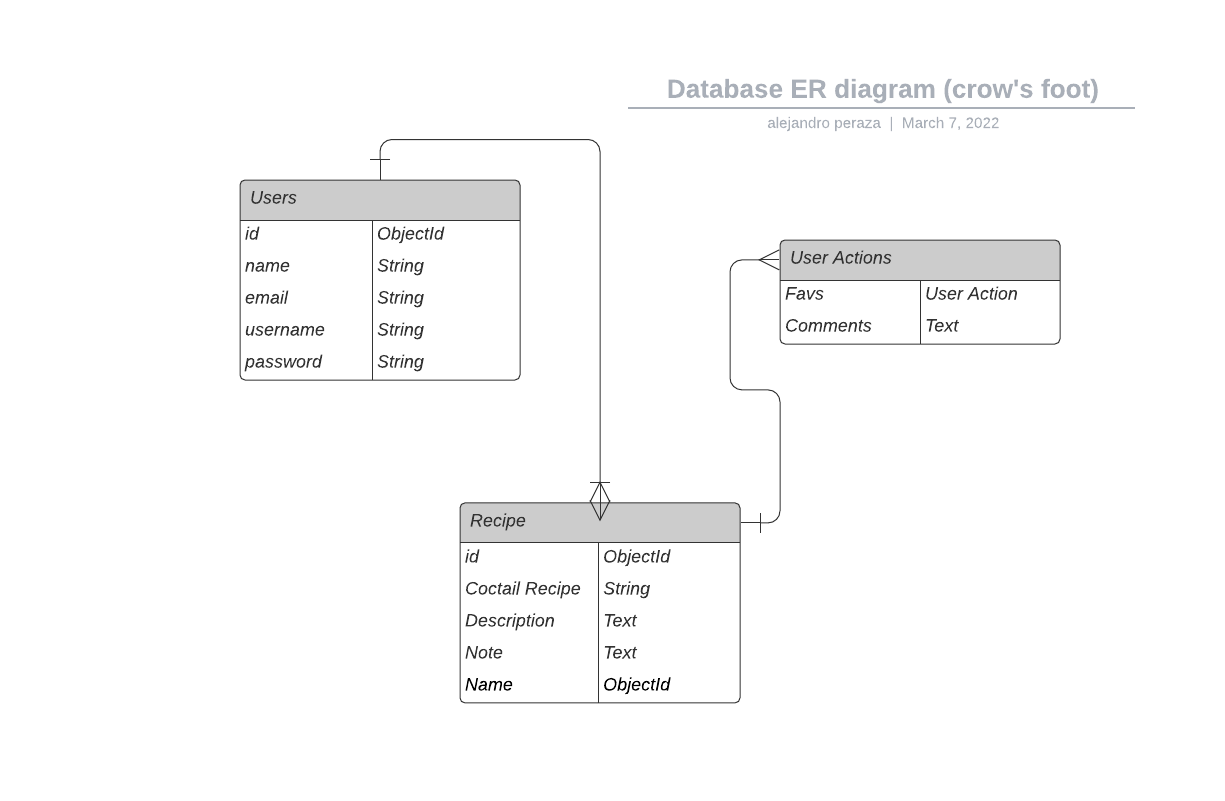 Database ER diagram (crow's foot)
alejandro peraza | March 7, 2022
Users
id ObjectId
name String
email String
username String
password String
User Actions
Favs User Action
Comments Text
Recipe
id ObjectId
Coctail Recipe String
Description Text
Note Text
Name ObjectId